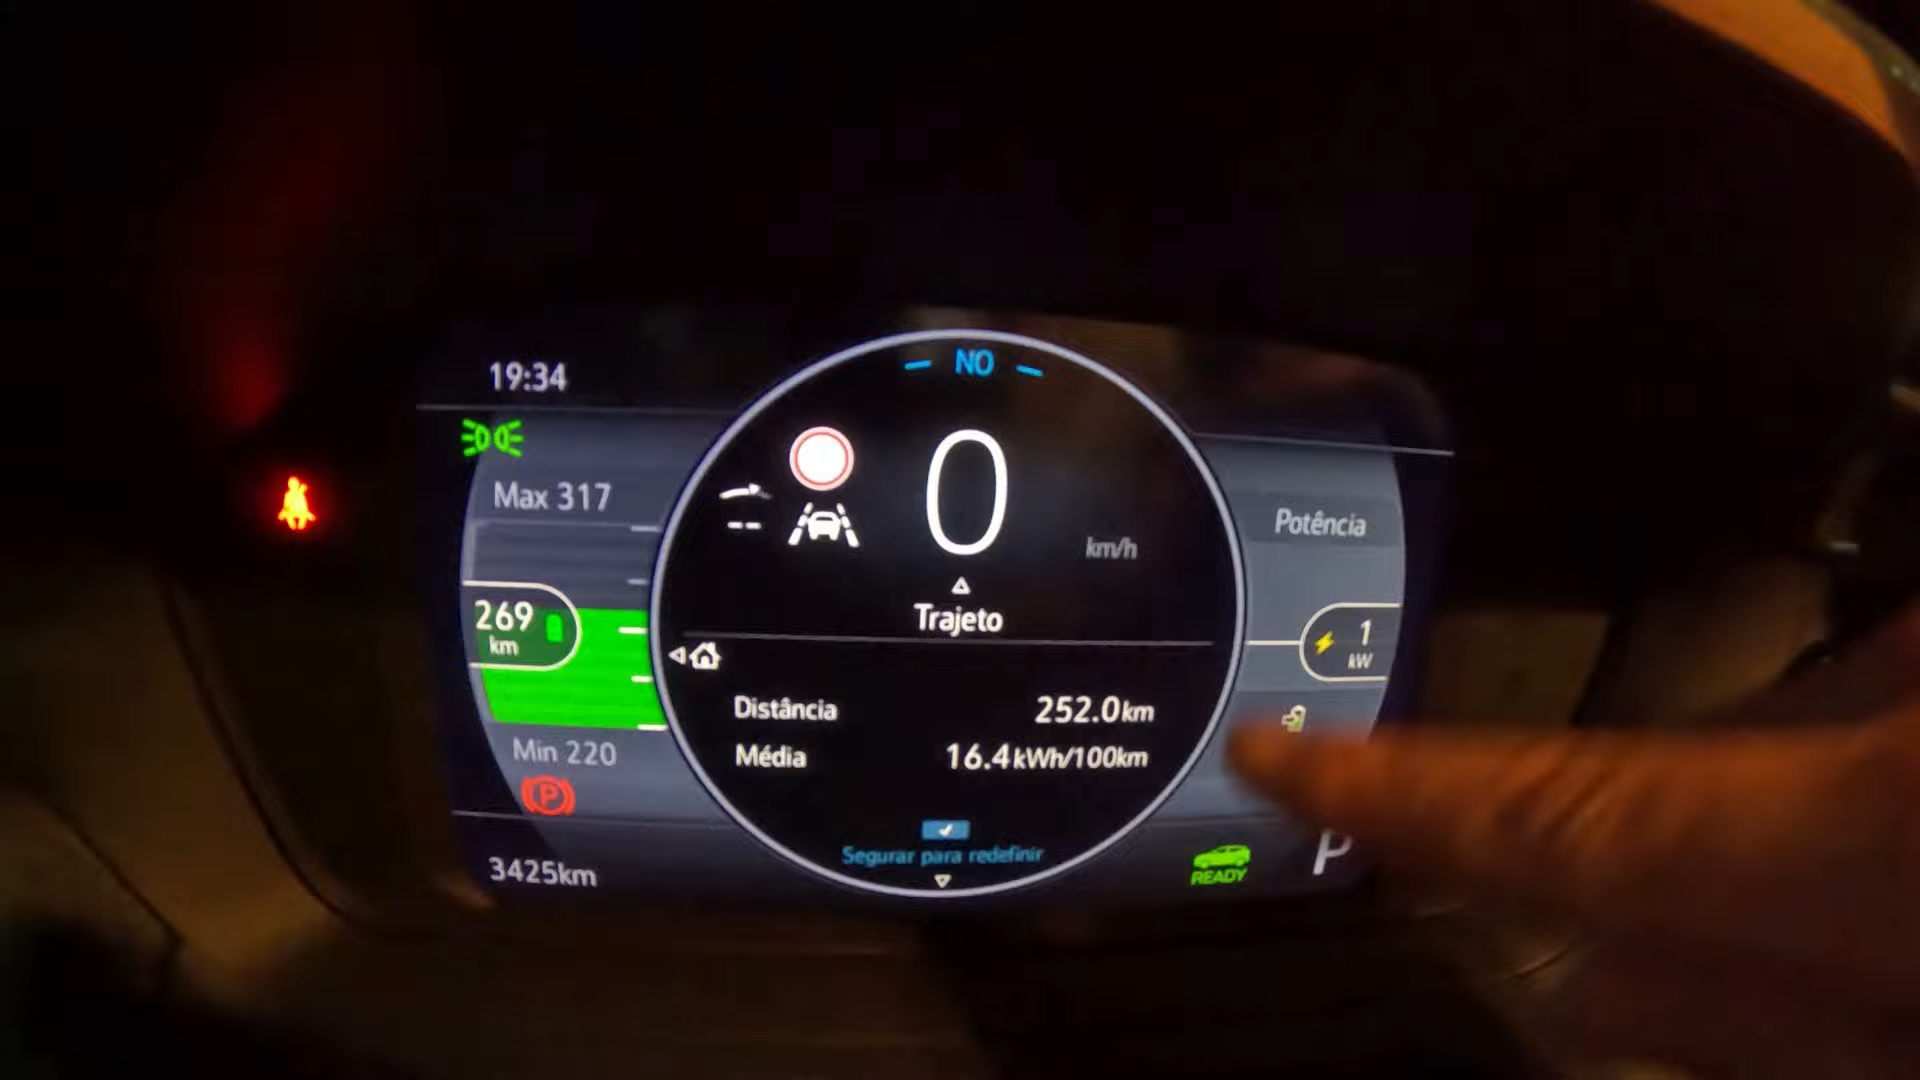 19:34
NO
Max 317
0
km/h
Potência
269
km
1
kW
Trajeto
Distância 252.0km
Média 16.4kWh/100km
Min 220
P
Segurar para redefinir
3425km
READY
P